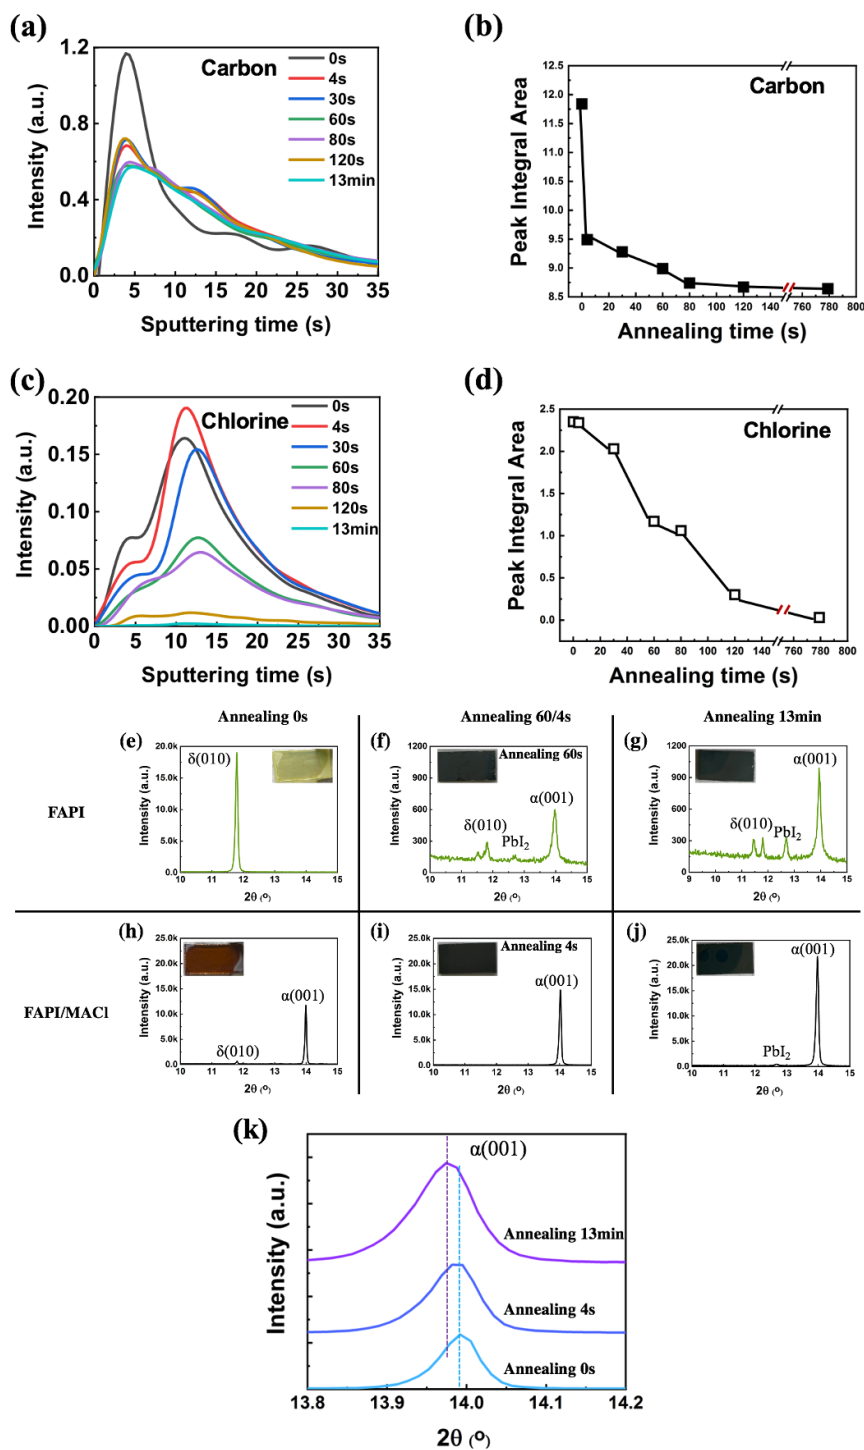 (a)
Carbon
0s
4s
30s
60s
80s
120s
13min
Intensity (a.u.)
1.2
0.8
0.4
0.0
0 5 10 15 20 25 30 35
Sputtering time (s)
(b)
Carbon
Peak Integral Area
12.5
12.0
11.5
11.0
10.5
10.0
9.5
9.0
8.5
0 20 40 60 80 100 120 140 780 800
Annealing time (s)
(c)
Chlorine
0s
4s
30s
60s
80s
120s
13min
Intensity (a.u.)
0.20
0.15
0.10
0.05
0.00
0 5 10 15 20 25 30 35
Sputtering time (s)
(d)
Chlorine
Peak Integral Area
2.5
2.0
1.5
1.0
0.5
0.0
0 20 40 60 80 100 120 140 760 780 800
Annealing time (s)
Annealing 0s
Annealing 60/4s
Annealing 13min
FAPI
(e)
δ(010)
Intensity (a.u.)
20.0k
15.0k
10.0k
5.0k
0.0
10 11 12 13 14 15
2θ (°)
(f)
Annealing 60s
α(001)
δ(010)
PbI2
Intensity (a.u.)
1200
900
600
300
9 10 11 12 13 14 15
2θ (°)
(g)
α(001)
δ(010)
PbI2
Intensity (a.u.)
1200
900
600
300
0
9 10 11 12 13 14 15
2θ (°)
FAPI/MACl
(h)
α(001)
δ(010)
Intensity (a.u.)
25.0k
20.0k
15.0k
10.0k
5.0k
0.0
10 11 12 13 14 15
2θ (°)
(i)
Annealing 4s
α(001)
Intensity (a.u.)
25.0k
20.0k
15.0k
10.0k
5.0k
0.0
10 11 12 13 14 15
2θ (°)
(j)
α(001)
PbI2
Intensity (a.u.)
25.0k
20.0k
15.0k
10.0k
5.0k
0.0
10 11 12 13 14 15
2θ (°)
(k)
α(001)
Annealing 13min
Annealing 4s
Annealing 0s
Intensity (a.u.)
13.8 13.9 14.0 14.1 14.2
2θ (°)